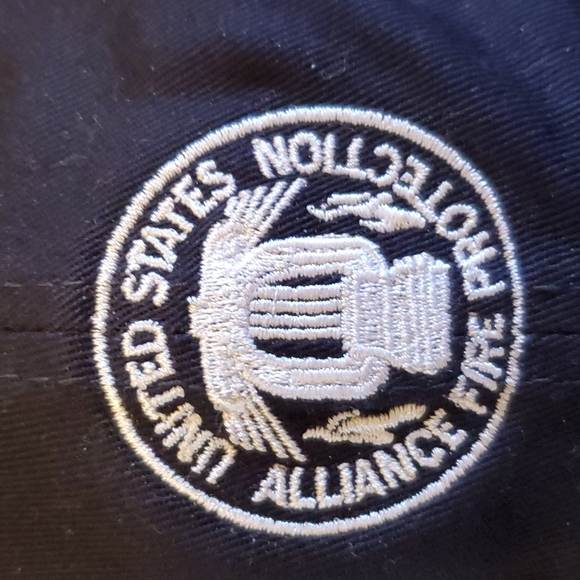 UNITED STATES
ALLIANCE FIRE PROTECTION